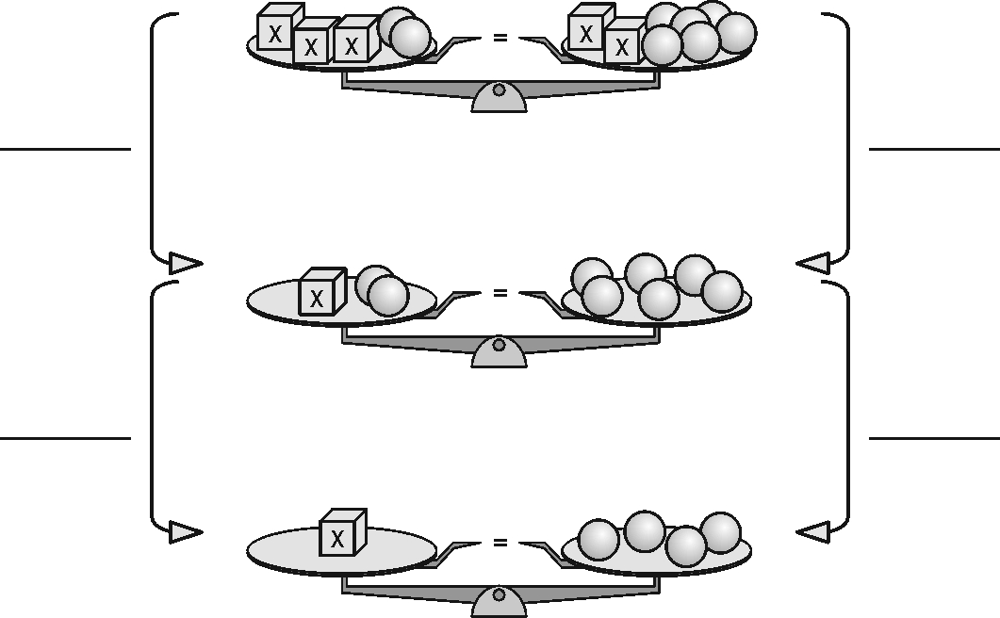 X X X = X X
X = 
X =